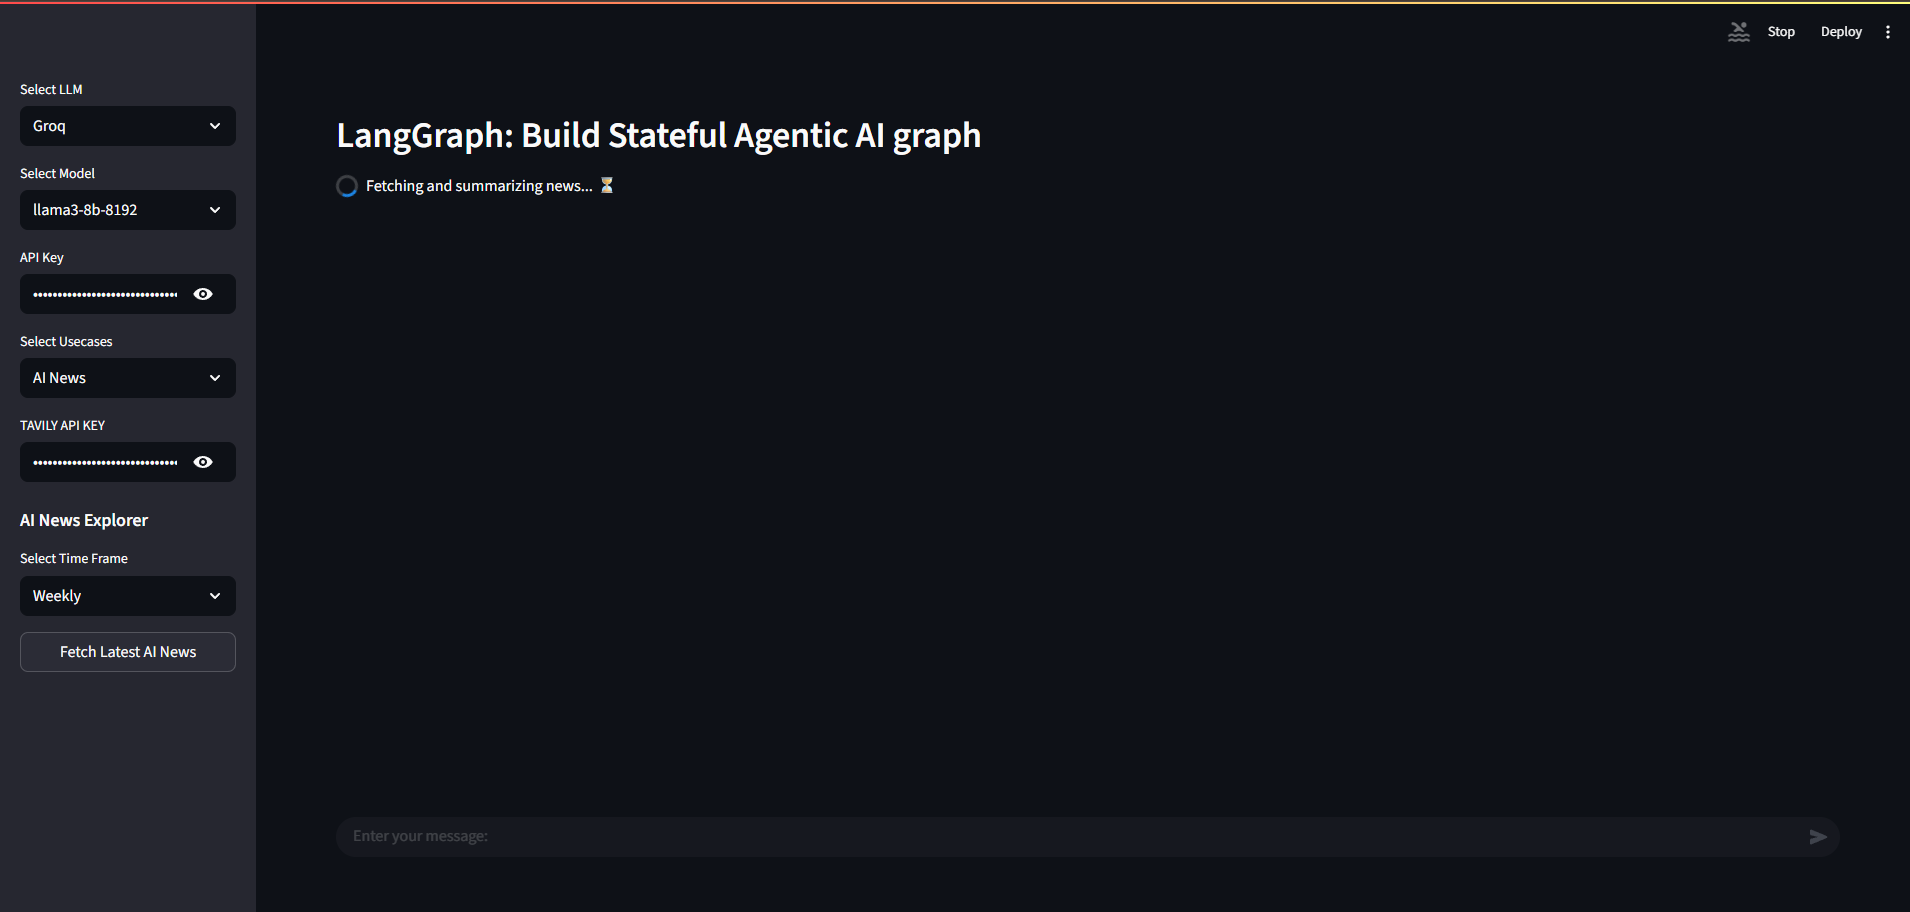 Stop
Deploy
Select LLM
Groq
Select Model
llama3-8b-8192
API Key
Select Usecases
AI News
TAVILY API KEY
AI News Explorer
Select Time Frame
Weekly
Fetch Latest AI News
LangGraph: Build Stateful Agentic AI graph
Fetching and summarizing news... ⏳
Enter your message: